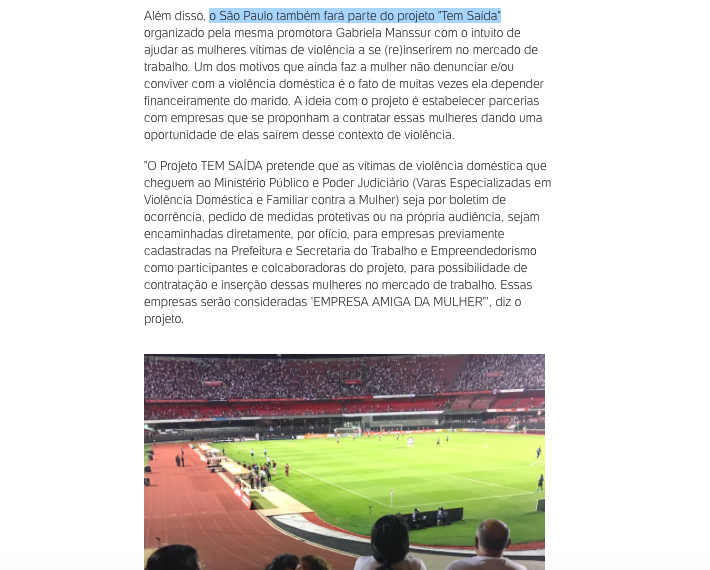 Além disso, o São Paulo também fará parte do projeto "Tem Saída"
organizado pela mesma promotora Gabriela Manssur com o intuito de
ajudar as mulheres vítimas de violência a se (re)inserirem no mercado de
trabalho. Um dos motivos que ainda faz a mulher não denunciar e/ou
conviver com a violência doméstica é o fato de muitas vezes ela depender
financeiramente do marido. A ideia com o projeto é estabelecer parcerias
com empresas que se proponham a contratar essas mulheres dando uma
oportunidade de elas saírem desse contexto de violência.
"O Projeto TEM SAÍDA pretende que as vítimas de violência doméstica que
cheguem ao Ministério Público e Poder Judiciário (Varas Especializadas em
Violência Doméstica e Familiar contra a Mulher) seja por boletim de
ocorrência, pedido de medidas protetivas ou na própria audiência, sejam
encaminhadas diretamente, por ofício, para empresas previamente
cadastradas na Prefeitura e Secretaria do Trabalho e Empreendedorismo
como participantes e colcaboradoras do projeto, para possibilidade de
contratação e inserção dessas mulheres no mercado de trabalho. Essas
empresas serão consideradas 'EMPRESA AMIGA DA MULHER'", diz o
projeto.